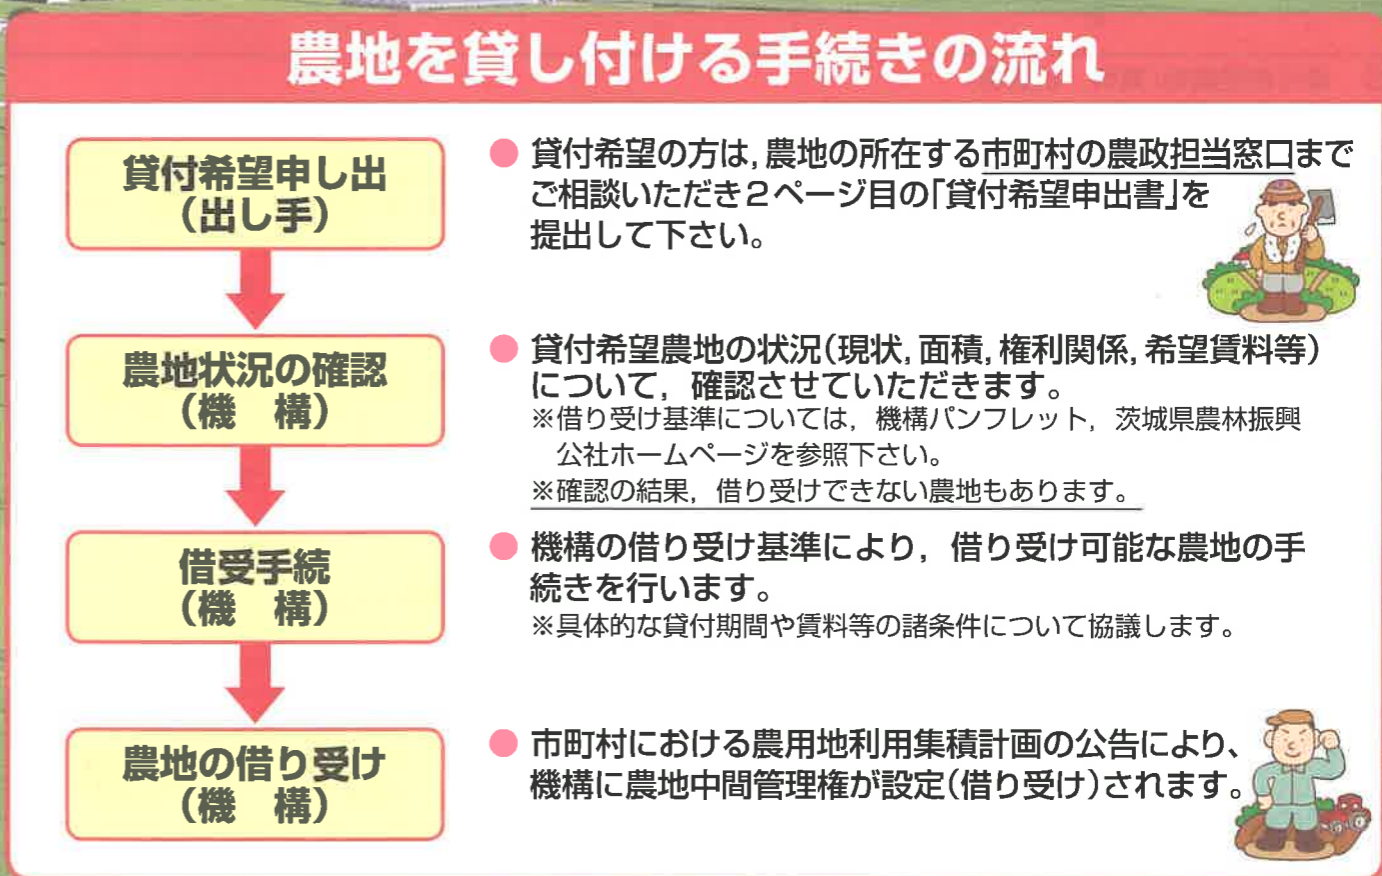 農地を貸し付ける手続きの流れ
貸付希望申し出
（出し手）
● 貸付希望の方は，農地の所在する市町村の農政担当窓口まで
ご相談いただき２ページ目の「貸付希望申出書」を
提出して下さい。
農地状況の確認
（機　構）
● 貸付希望農地の状況（現状，面積，権利関係，希望賃料等）
について，確認させていただきます。
※借り受け基準については，機構パンフレット，茨城県農林振興
公社ホームページを参照下さい。
※確認の結果，借り受けできない農地もあります。
借受手続
（機　構）
● 機構の借り受け基準により，借り受け可能な農地の手
続きを行います。
※具体的な貸付期間や賃料等の諸条件について協議します。
農地の借り受け
（機　構）
● 市町村における農用地利用集積計画の公告により、
機構に農地中間管理権が設定（借り受け）されます。